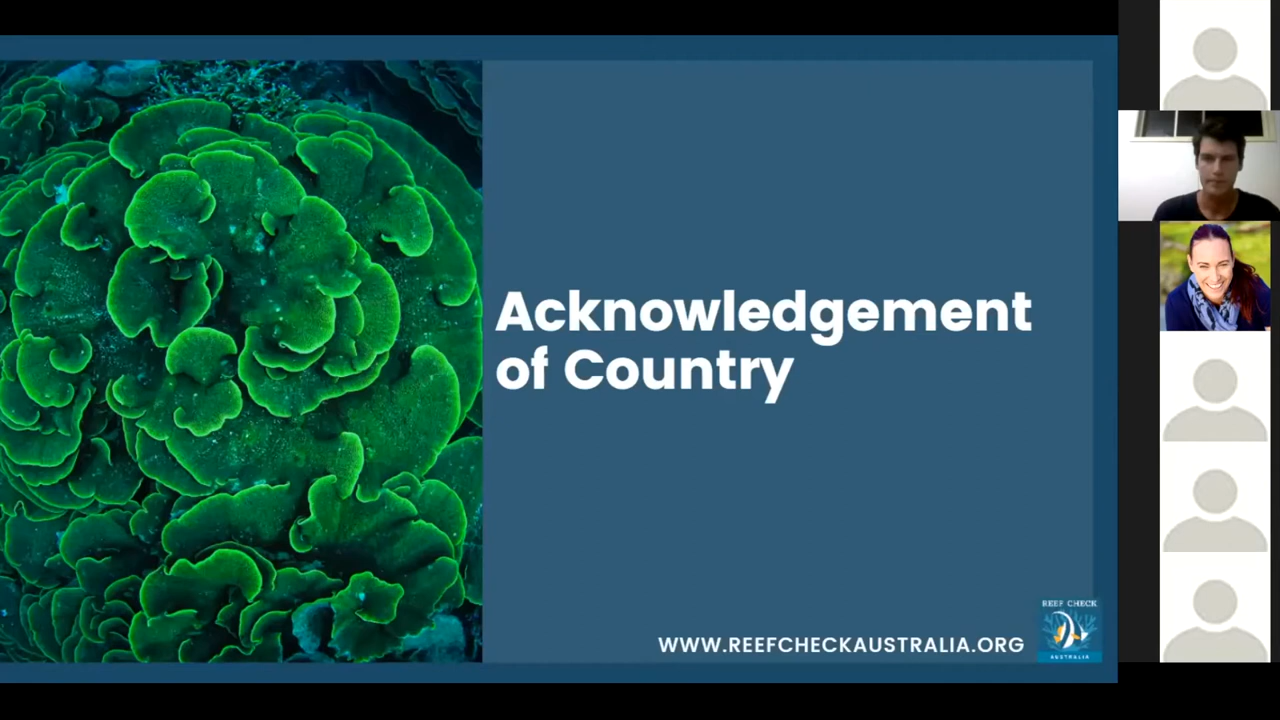 Acknowledgement
of Country
WWW.REEFCHECKAUSTRALIA.ORG
REEF CHECK
AUSTRALIA